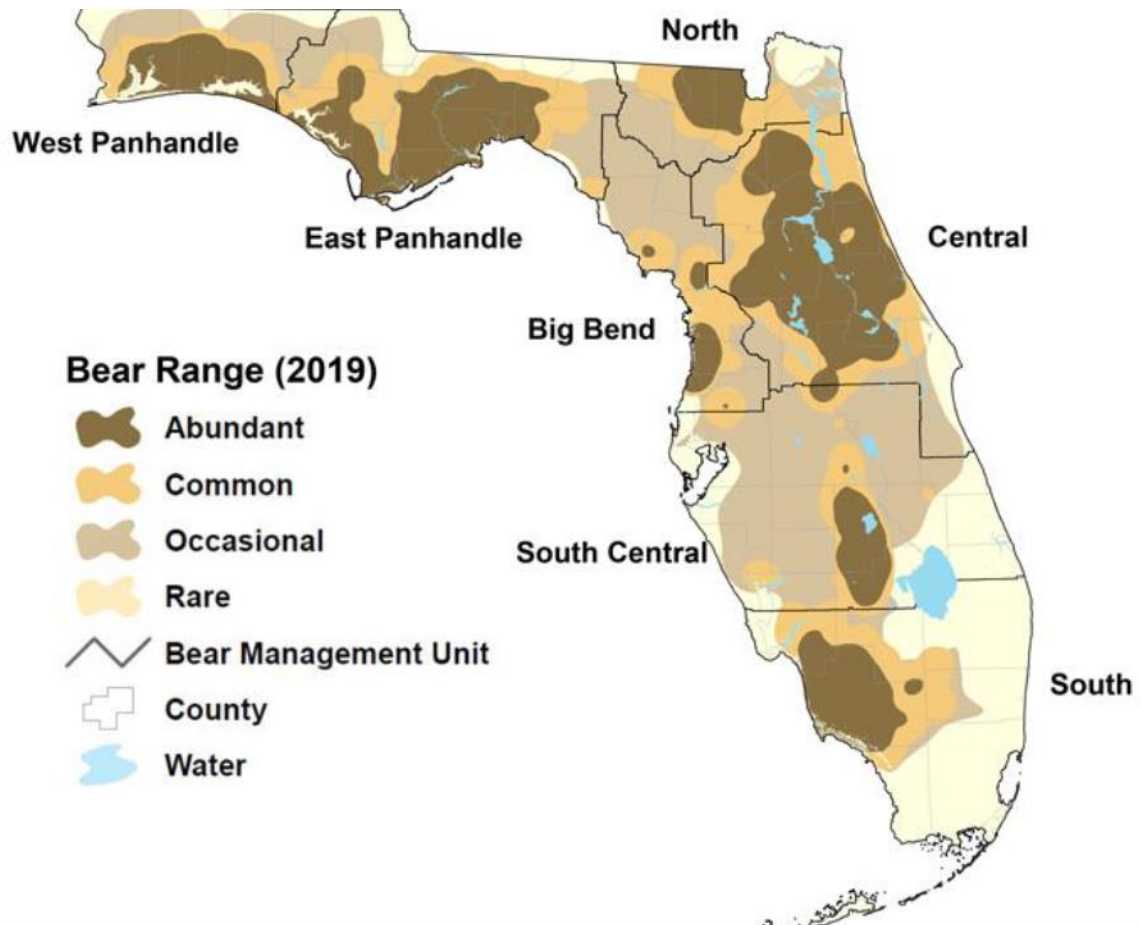 North
West Panhandle
East Panhandle
Central
Big Bend
Bear Range (2019)
Abundant
Common
Occasional
Rare
Bear Management Unit
County
Water
South Central
South